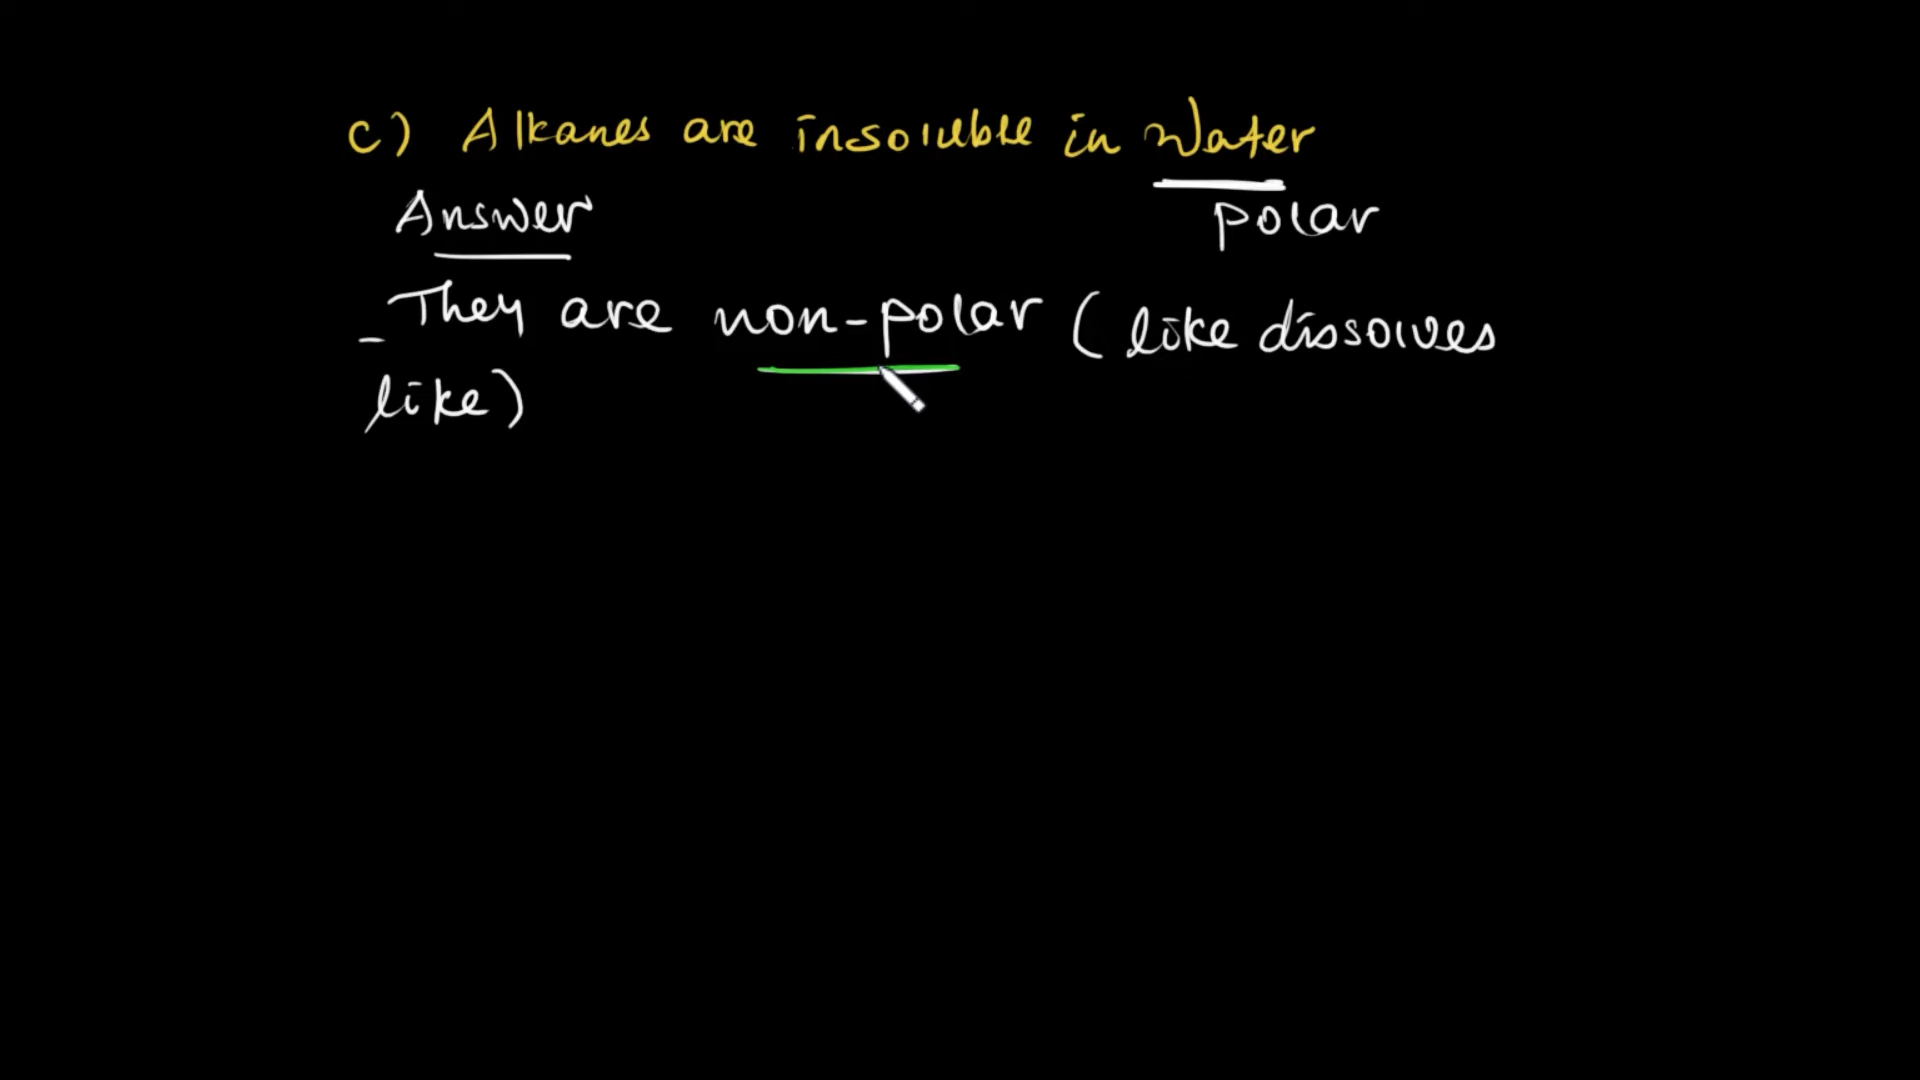 c) Alkanes are insoluble in Water
Answer polar
- They are non-polar (like dissolves
like)